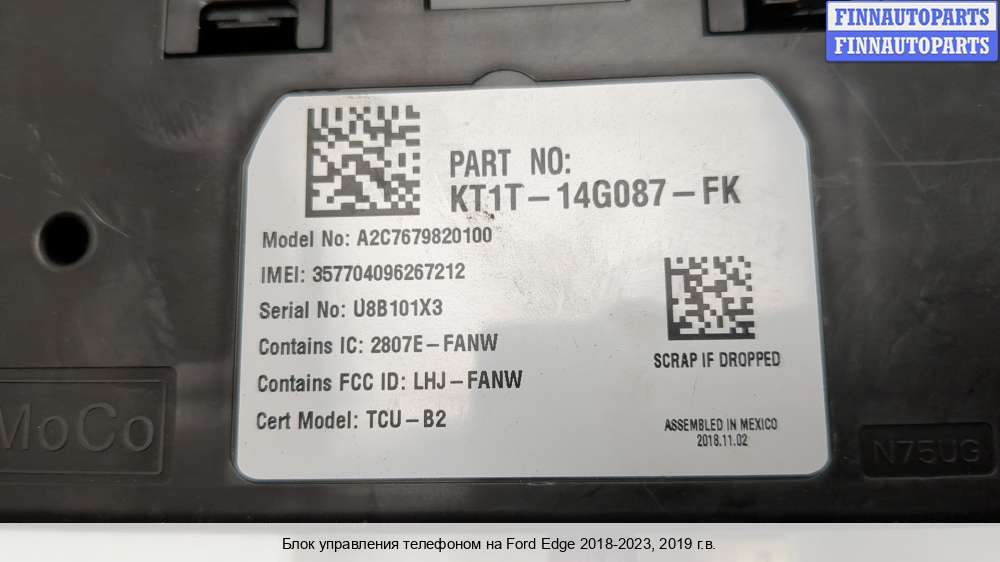 FINNAUTOPARTS
FINNAUTOPARTS
PART NO:
KT1T-14G087-FK
Model No: A2C7679820100
IMEI: 357704096267212
Serial No: U8B101X3
Contains IC: 2807E-FANW
Contains FCC ID: LHJ-FANW
Cert Model: TCU-B2
SCRAP IF DROPPED
ASSEMBLED IN MEXICO
2018.11.02
MoCo
N75UG
Блок управления телефоном на Ford Edge 2018-2023, 2019 г.в.